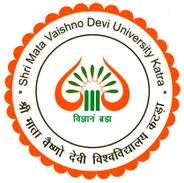 Shri Mata Vaishno Devi University Katra
विज्ञानं ब्रह्म
श्री माता वैष्णो देवी विश्वविद्यालय कटड़ा